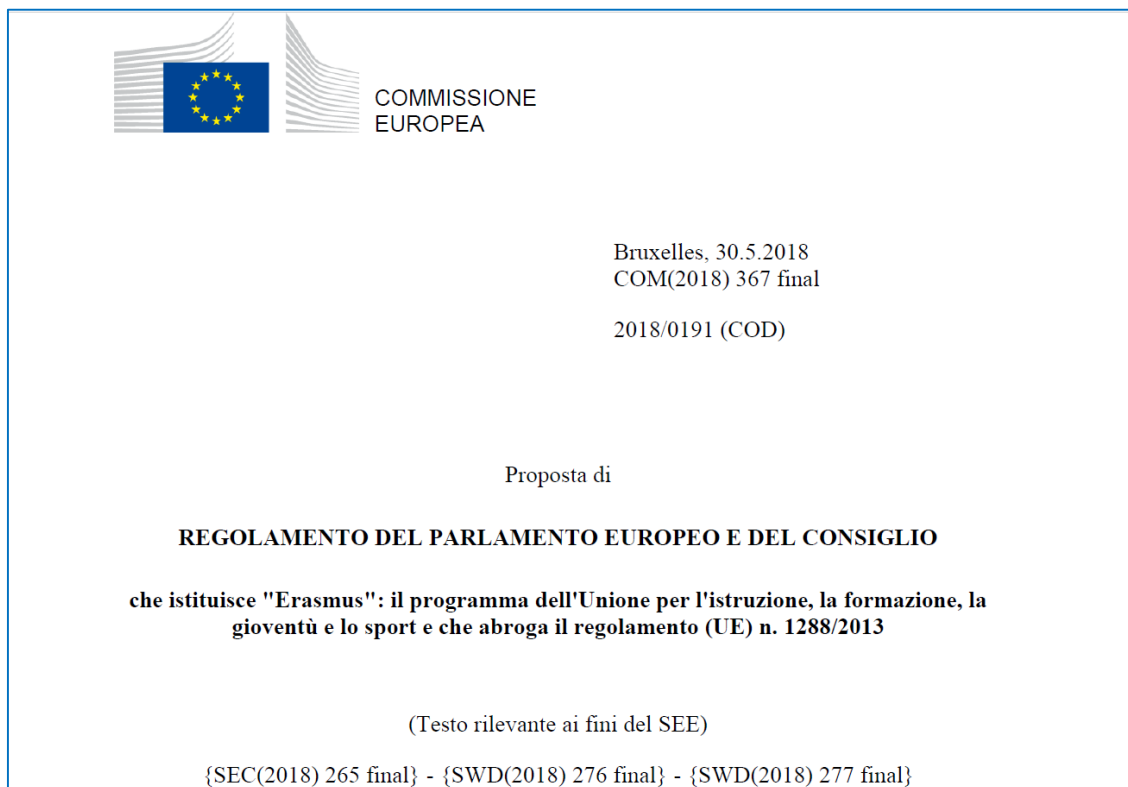 COMMISSIONE
EUROPEA
Bruxelles, 30.5.2018
COM(2018) 367 final
2018/0191 (COD)
Proposta di
REGOLAMENTO DEL PARLAMENTO EUROPEO E DEL CONSIGLIO
che istituisce "Erasmus": il programma dell'Unione per l'istruzione, la formazione, la
gioventù e lo sport e che abroga il regolamento (UE) n. 1288/2013
(Testo rilevante ai fini del SEE)
{SEC(2018) 265 final} - {SWD(2018) 276 final} - {SWD(2018) 277 final}